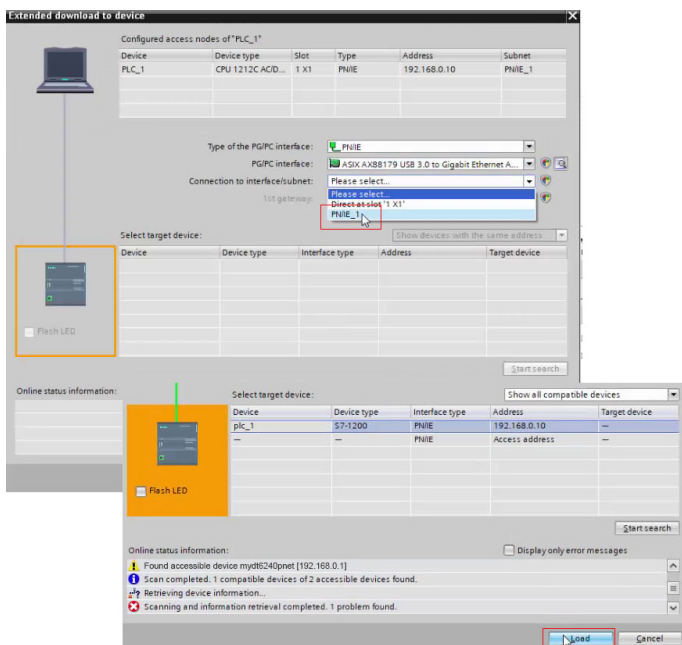 Extended download to device
Configured access nodes of "PLC_1"
Device Device type Slot Type Address Subnet
PLC_1 CPU 1212C AC/D... 1 X1 PN/IE 192.168.0.10 PN/IE_1
Type of the PG/PC interface: PN/IE
PG/PC interface: ASIX AX88179 USB 3.0 to Gigabit Ethernet A...
Connection to interface/subnet: Please select...
Please select...
1st gateway:
Direct at slot '1 X1'
PN/IE_1
Select target device: Show devices with the same address
Device Device type Interface type Address Target device
Flash LED
Start search
Online status information:
Select target device: Show all compatible devices
Device Device type Interface type Address Target device
plc_1 S7-1200 PN/IE 192.168.0.10 —
— — PN/IE Access address —
Flash LED
Start search
Online status information: Display only error messages
Found accessible device mydt6240pnet [192.168.0.1]
Scan completed. 1 compatible devices of 2 accessible devices found.
Retrieving device information...
Scanning and information retrieval completed. 1 problem found.
Load Cancel